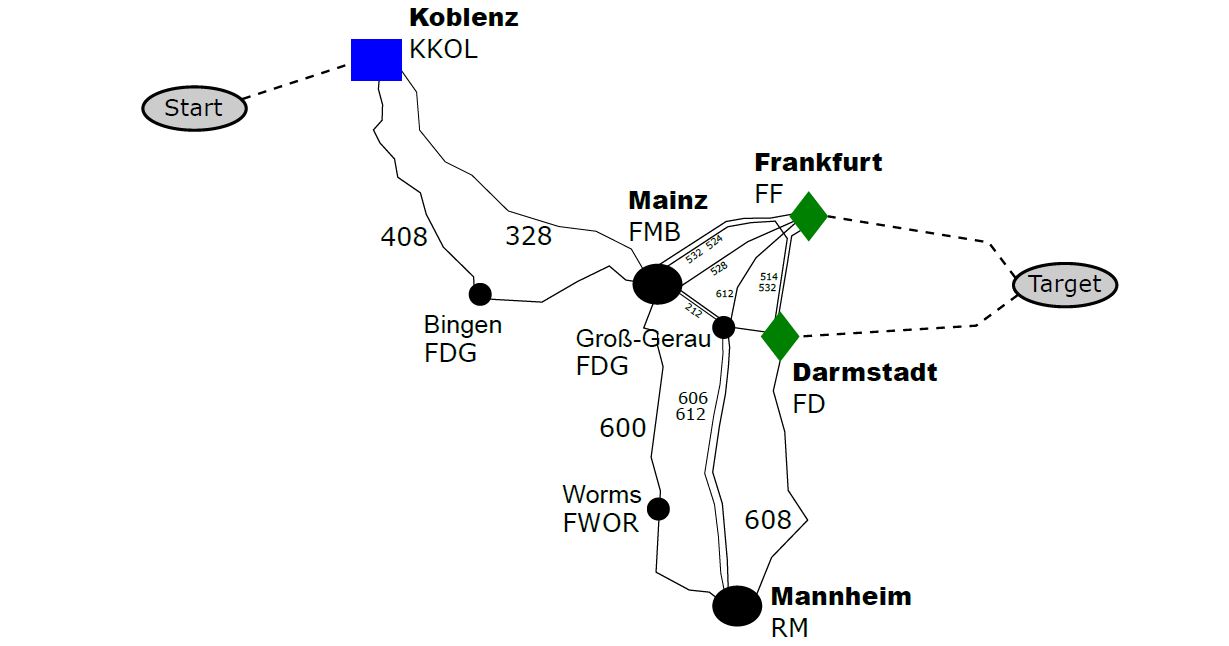 Koblenz
KKOL
Start
Frankfurt
FF
Mainz
FMB
408
328
532 524
528
514
532
612
212
Target
Bingen
FDG
Groß-Gerau
FDG
Darmstadt
FD
606
612
600
Worms
FWOR
608
Mannheim
RM